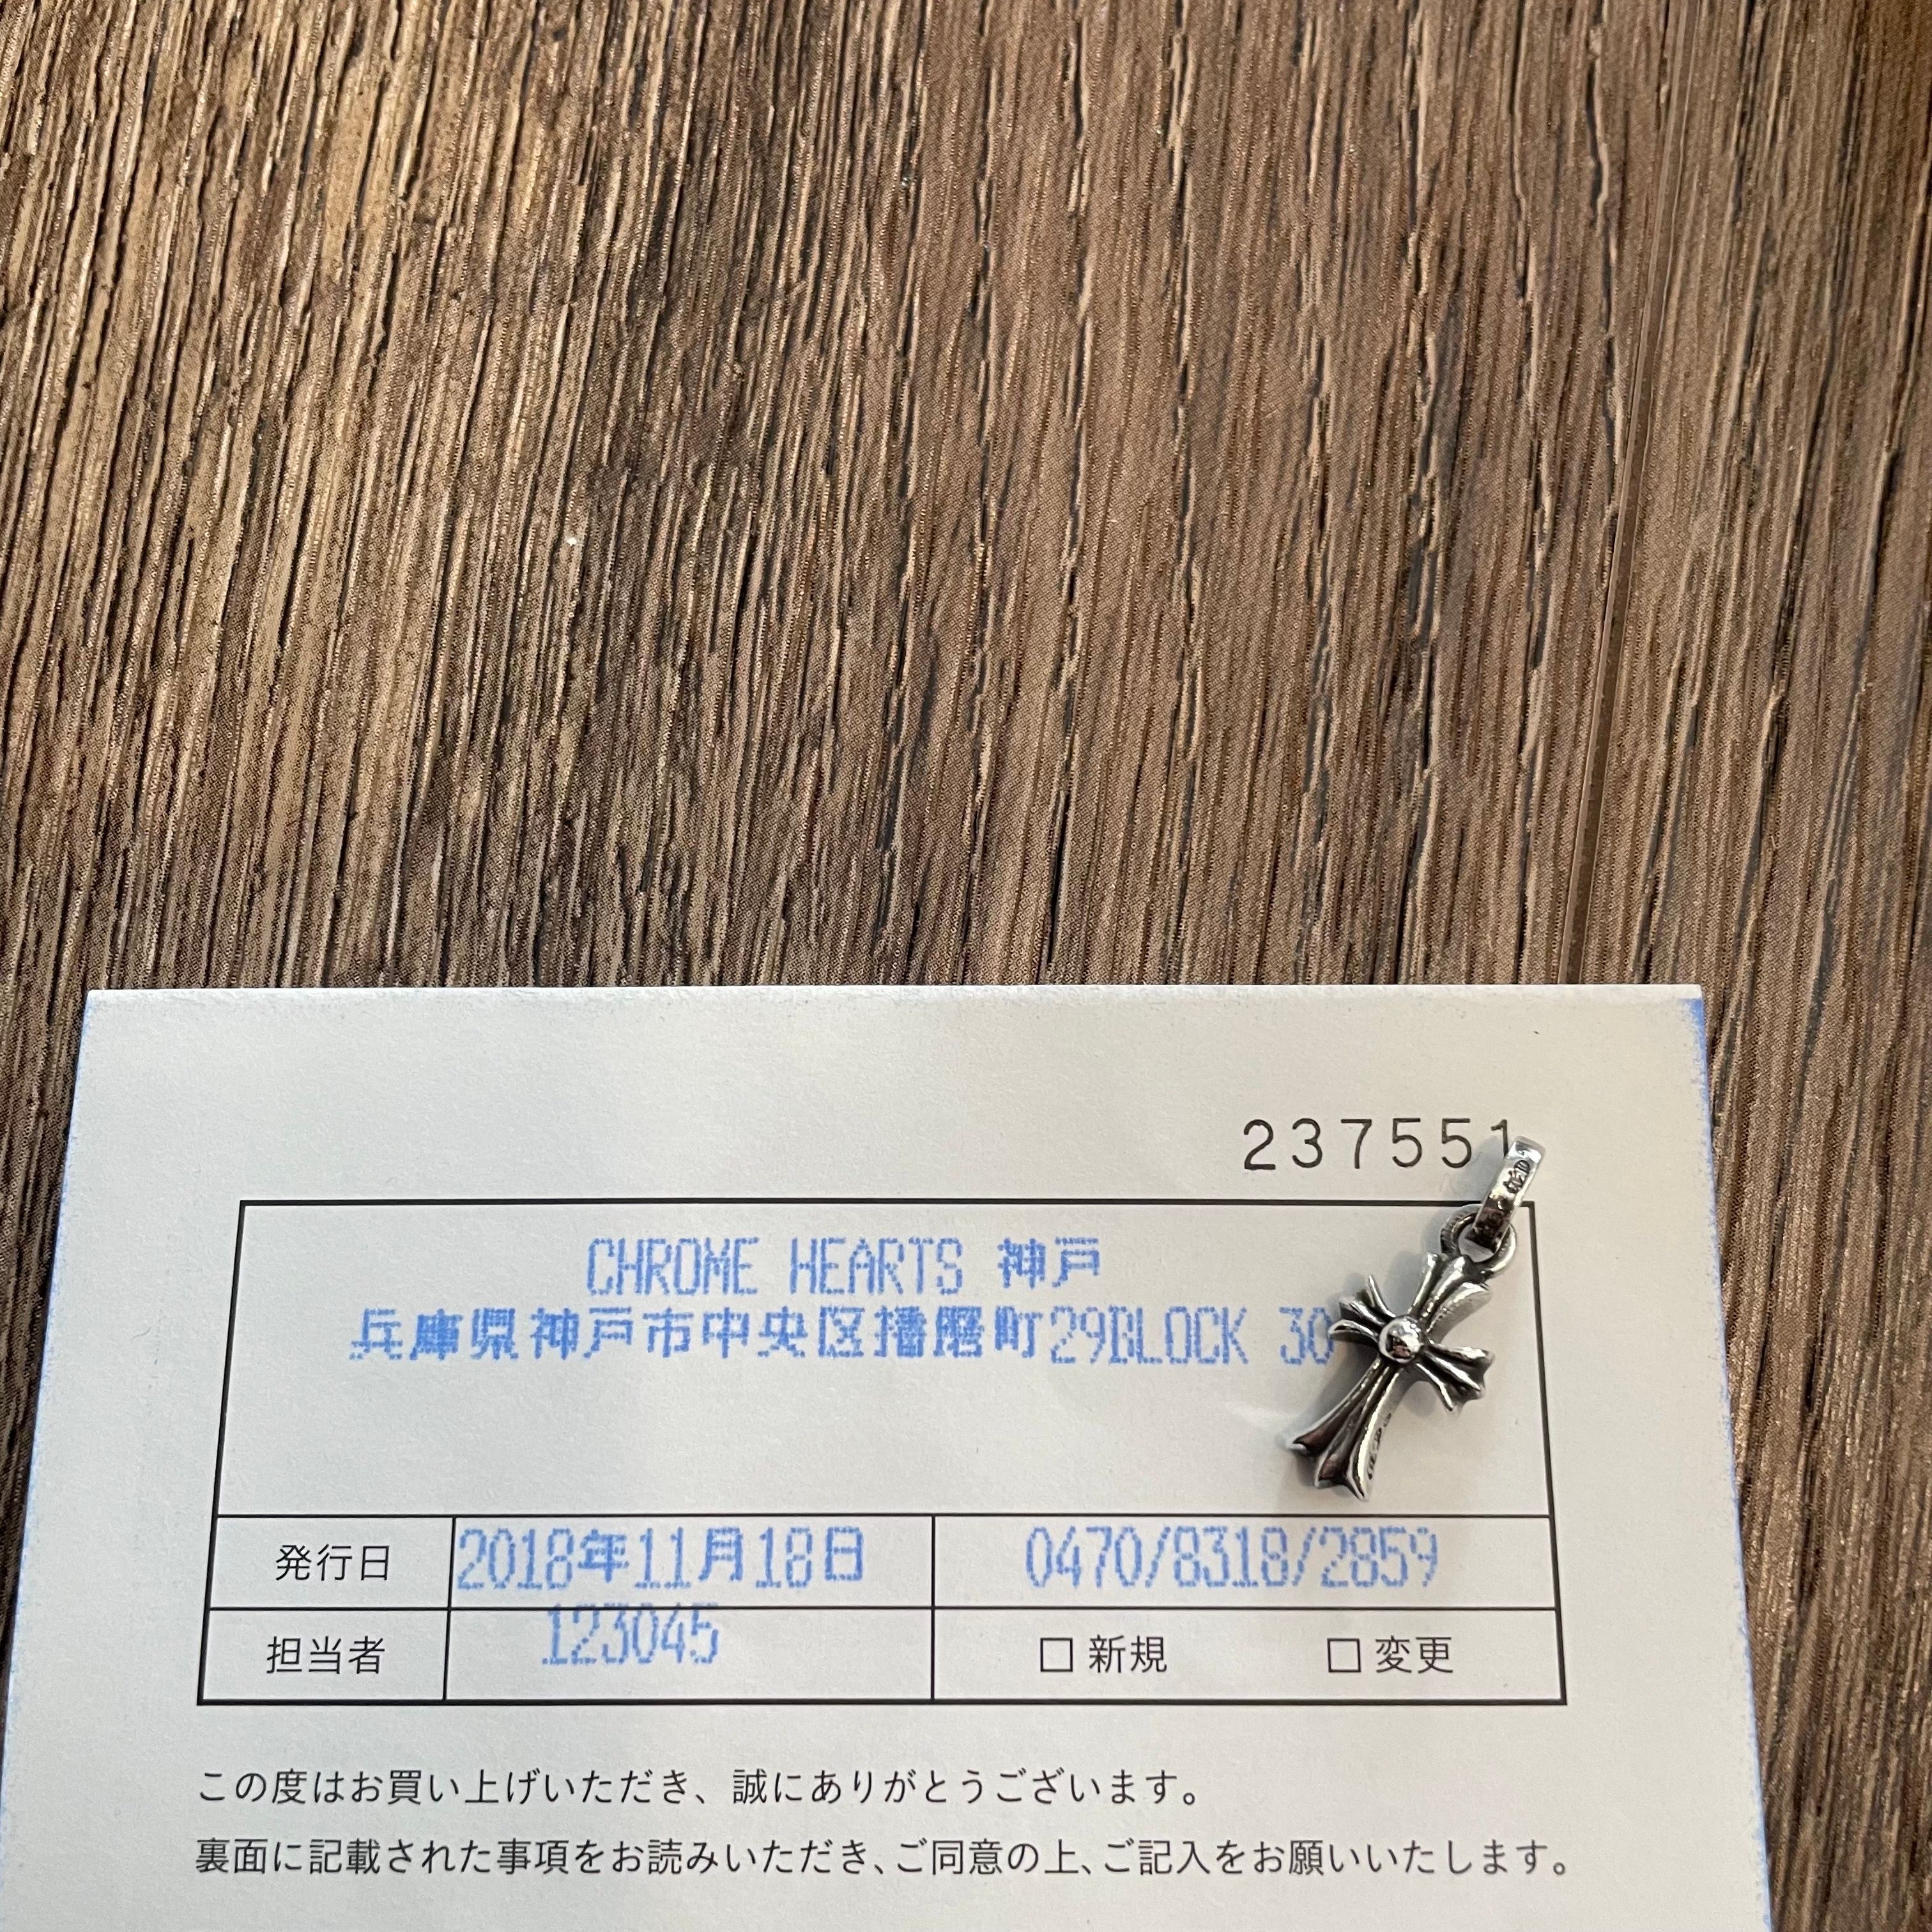 237551
CHROME HEARTS 神戸
兵庫県神戸市中央区播磨町29BLOCK 30
発行日 2018年11月18日 0470/8318/2859
担当者 123045 □ 新規 □ 変更
この度はお買い上げいただき、誠にありがとうございます。
裏面に記載された事項をお読みいただき、ご同意の上、ご記入をお願いいたします。